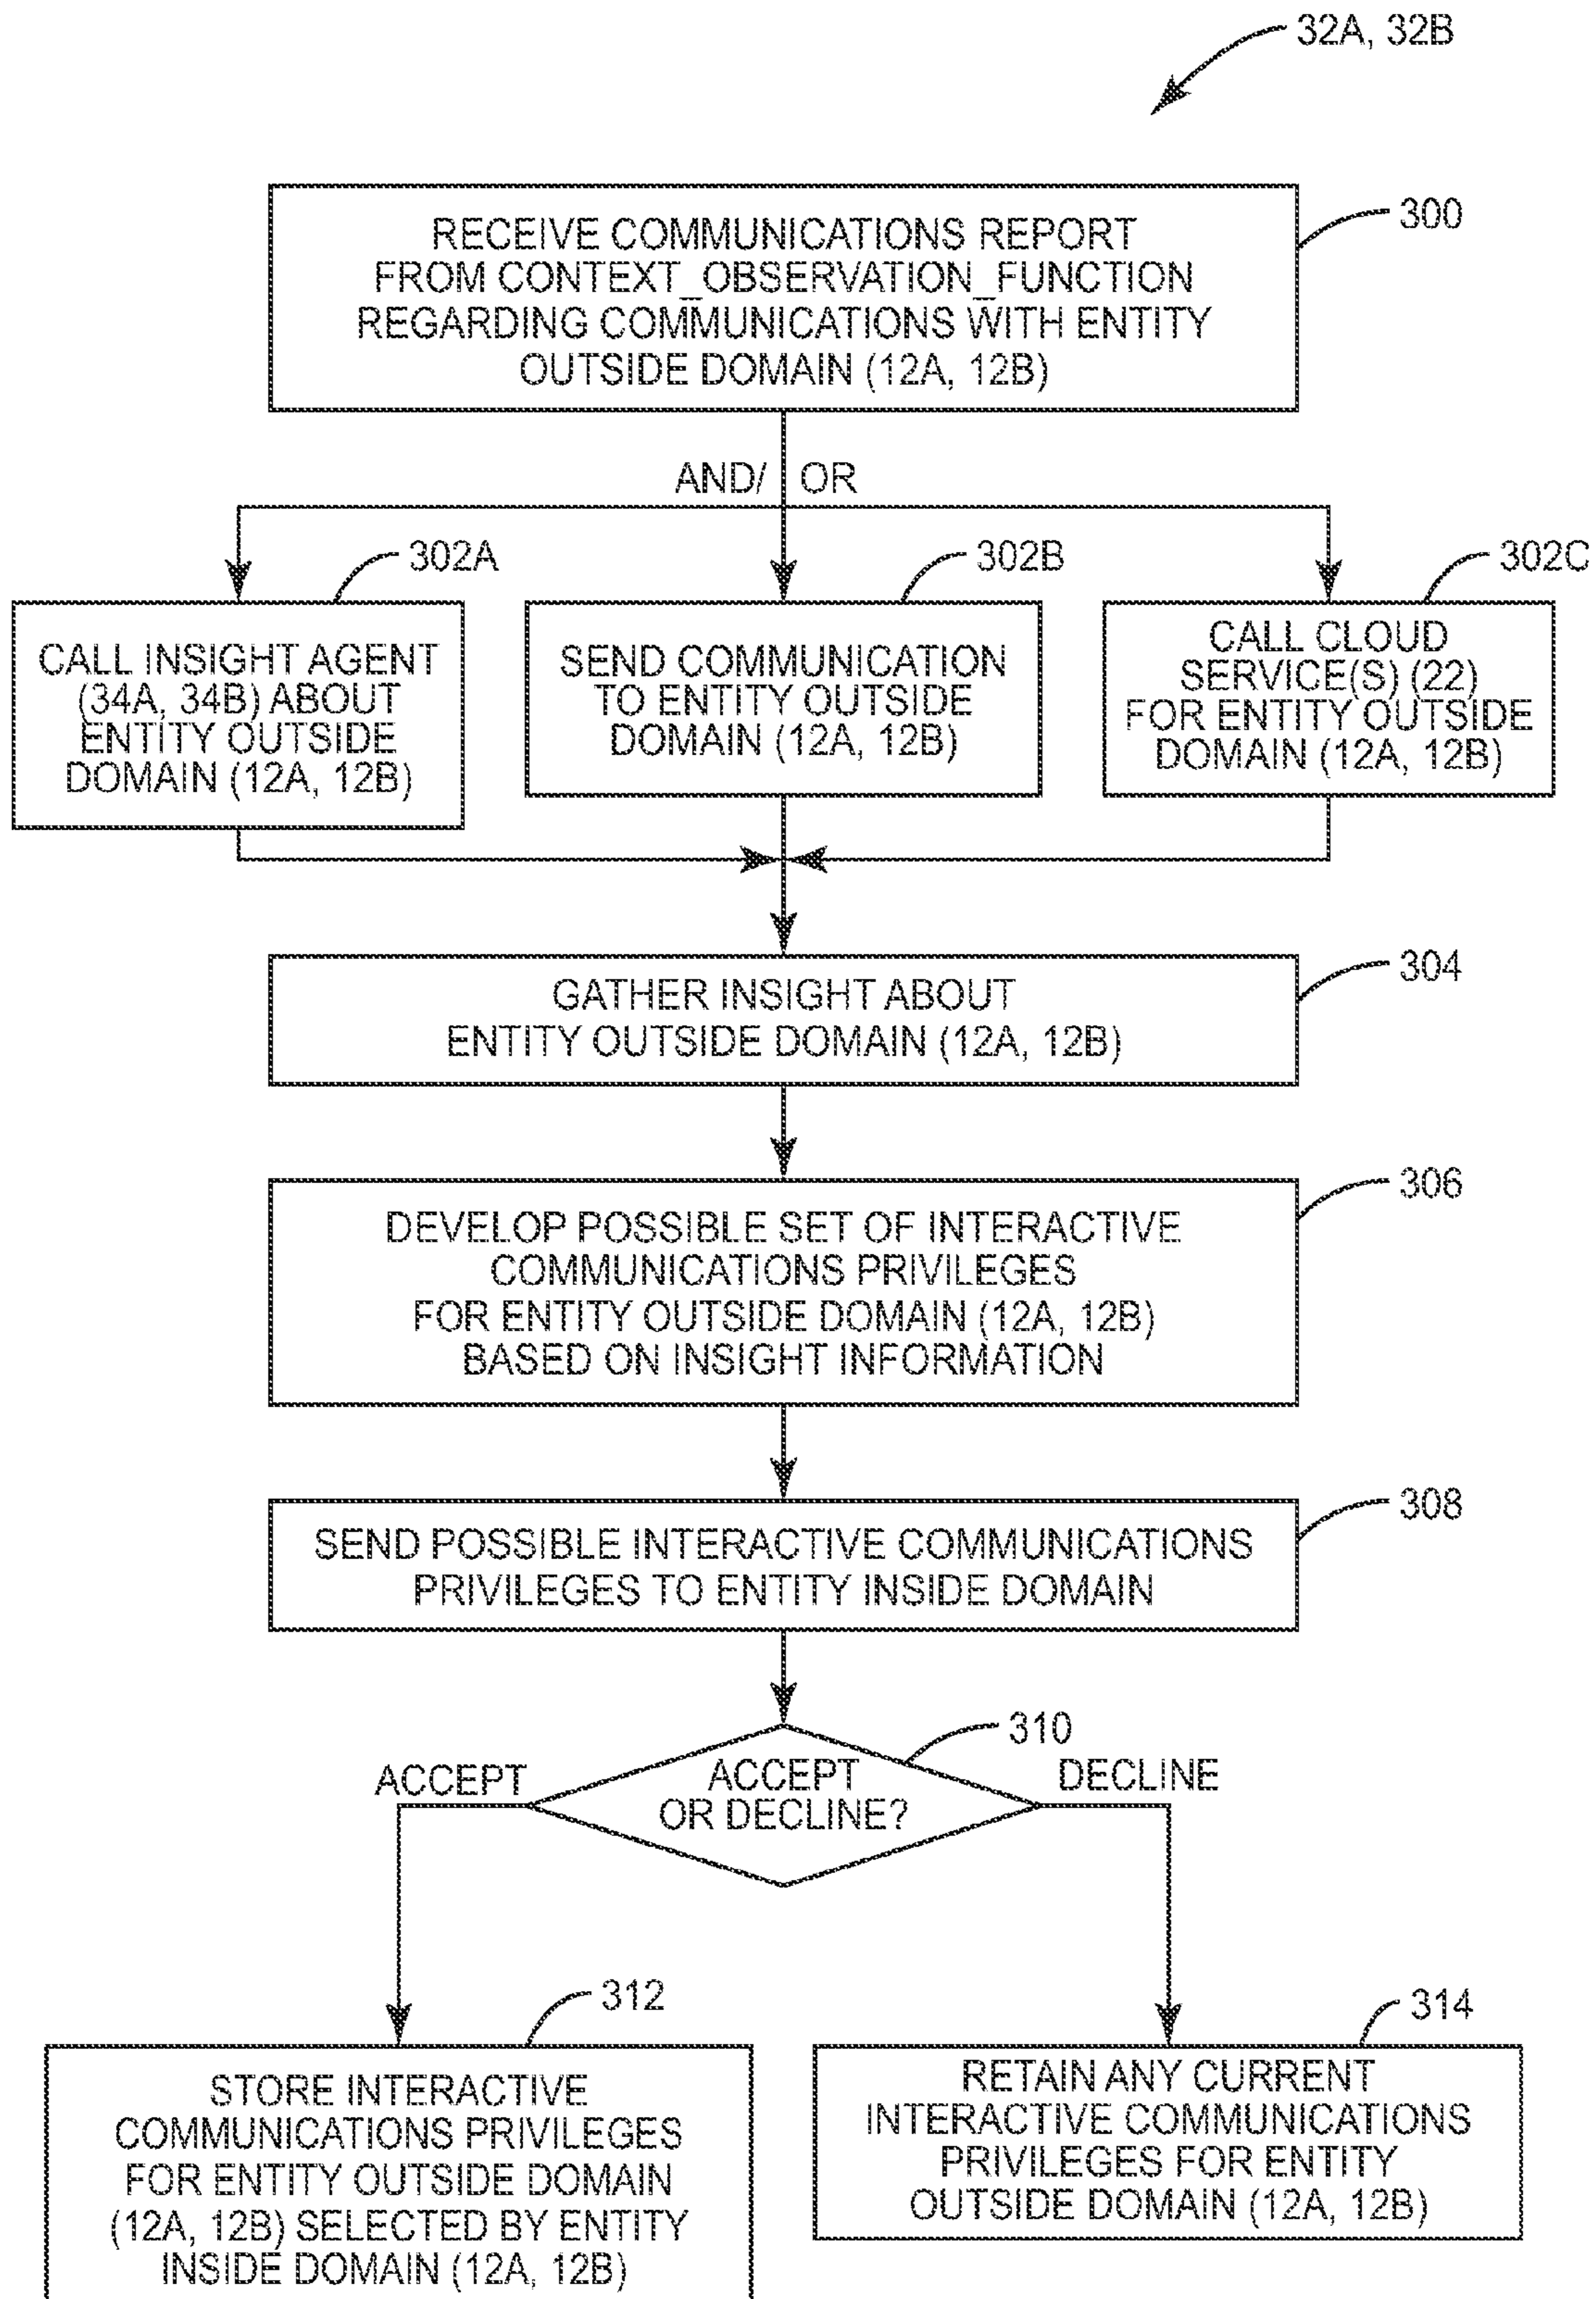 32A, 32B
300
RECEIVE COMMUNICATIONS REPORT
FROM CONTEXT_OBSERVATION_FUNCTION
REGARDING COMMUNICATIONS WITH ENTITY
OUTSIDE DOMAIN (12A, 12B)
AND/ OR
302A
302B
302C
CALL INSIGHT AGENT
(34A, 34B) ABOUT
ENTITY OUTSIDE
DOMAIN (12A, 12B)
SEND COMMUNICATION
TO ENTITY OUTSIDE
DOMAIN (12A, 12B)
CALL CLOUD
SERVICE(S) (22)
FOR ENTITY OUTSIDE
DOMAIN (12A, 12B)
304
GATHER INSIGHT ABOUT
ENTITY OUTSIDE DOMAIN (12A, 12B)
306
DEVELOP POSSIBLE SET OF INTERACTIVE
COMMUNICATIONS PRIVILEGES
FOR ENTITY OUTSIDE DOMAIN (12A, 12B)
BASED ON INSIGHT INFORMATION
308
SEND POSSIBLE INTERACTIVE COMMUNICATIONS
PRIVILEGES TO ENTITY INSIDE DOMAIN
310
ACCEPT
ACCEPT
OR DECLINE?
DECLINE
312
STORE INTERACTIVE
COMMUNICATIONS PRIVILEGES
FOR ENTITY OUTSIDE DOMAIN
(12A, 12B) SELECTED BY ENTITY
INSIDE DOMAIN (12A, 12B)
314
RETAIN ANY CURRENT
INTERACTIVE COMMUNICATIONS
PRIVILEGES FOR ENTITY
OUTSIDE DOMAIN (12A, 12B)